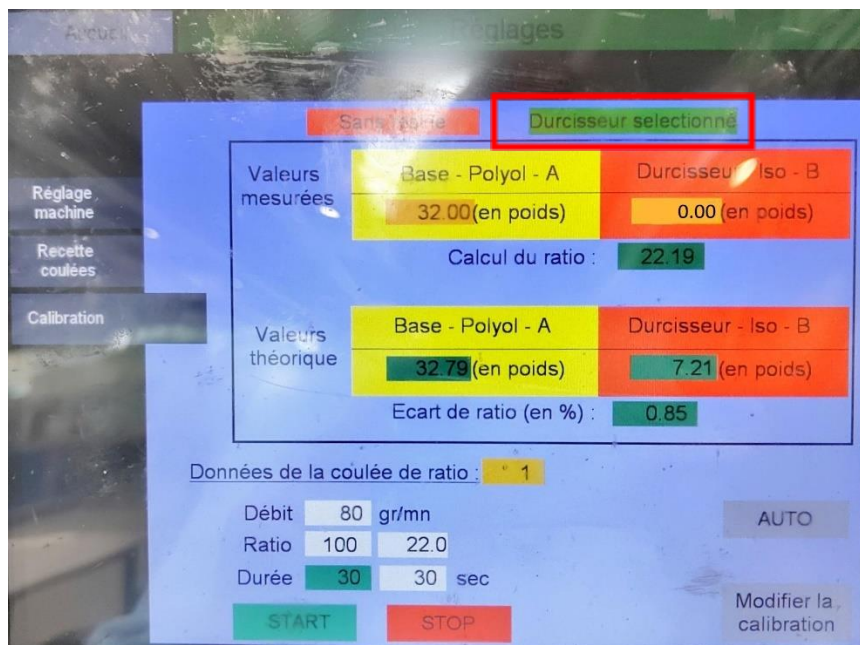 Accueil
Réglages
Durcisseur selectionné
Réglage machine
Recette coulées
Calibration
Valeurs mesurées
Base - Polyol - A
Durcisseur - Iso - B
32.00 (en poids)
0.00 (en poids)
Calcul du ratio : 22.19
Valeurs théorique
Base - Polyol - A
Durcisseur - Iso - B
32.79 (en poids)
7.21 (en poids)
Ecart de ratio (en %) : 0.85
Données de la coulée de ratio : 1
Débit 80 gr/mn
Ratio 100 22.0
Durée 30 30 sec
AUTO
START
STOP
Modifier la calibration